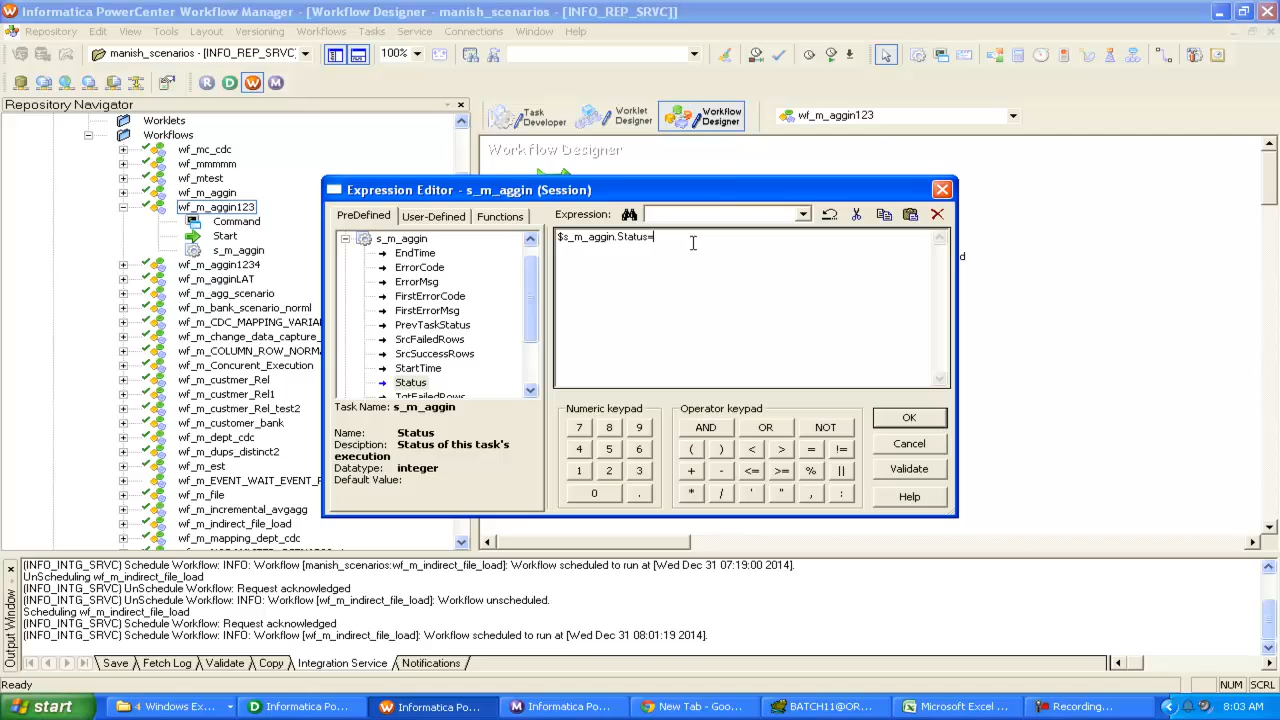 Informatica PowerCenter Workflow Manager - [Workflow Designer - manish_scenarios - [INFO_REP_SRVC]]
Repository Edit View Tools Layout Versioning Workflows Tasks Service Connections Window Help
manish_scenarios - (INFO_REP_SRVC) 100%
R D W M
Repository Navigator
Worklets
Workflows
wf_mc_cdc
wf_mmmmm
wf_mtest
wf_m_aggin
wf_m_aggin123
Command
Start
s_m_aggin
wf_m_aggin1234
wf_m_agginLAT
wf_m_agg_scenario
wf_m_bank_scenario_norml
wf_m_CDC_MAPPING_VARIA
wf_m_change_data_capture_
wf_m_COLUMN_ROW_NORMA
wf_m_Concurent_Execution
wf_m_custmer_Rel
wf_m_custmer_Rel1
wf_m_custmer_Rel_test2
wf_m_customer_bank
wf_m_dept_cdc
wf_m_dups_distinct2
wf_m_est
wf_m_EVENT_WAIT_EVENT_F
wf_m_file
wf_m_incremental_avgagg
wf_m_indirect_file_load
wf_m_mapping_dept_cdc
Task Developer
Worklet Designer
Workflow Designer
wf_m_aggin123
Workflow Designer
d
Expression Editor - s_m_aggin (Session)
PreDefined User-Defined Functions
Expression:
s_m_aggin
EndTime
ErrorCode
ErrorMsg
FirstErrorCode
FirstErrorMsg
PrevTaskStatus
SrcFailedRows
SrcSuccessRows
StartTime
Status
TgtFailedRows
$s_m_aggin.Status=
Task Name: s_m_aggin
Name: Status
Desciption: Status of this task's
execution
Datatype: integer
Default Value:
Numeric keypad
7 8 9
4 5 6
1 2 3
0 .
Operator keypad
AND OR NOT
( ) < > = !=
+ - <= >= % ||
* / ' " , :
OK
Cancel
Validate
Help
Output Window
(INFO_INTG_SRVC) Schedule Workflow: INFO: Workflow [manish_scenarios:wf_m_indirect_file_load]: Workflow scheduled to run at [Wed Dec 31 07:19:00 2014].
UnScheduling wf_m_indirect_file_load
(INFO_INTG_SRVC) UnSchedule Workflow: Request acknowledged
(INFO_INTG_SRVC) UnSchedule Workflow: INFO: Workflow [wf_m_indirect_file_load]: Workflow unscheduled.
Scheduling wf_m_indirect_file_load
(INFO_INTG_SRVC) Schedule Workflow: Request acknowledged
(INFO_INTG_SRVC) Schedule Workflow: INFO: Workflow [wf_m_indirect_file_load]: Workflow scheduled to run at [Wed Dec 31 08:01:19 2014].
Save Fetch Log Validate Copy Integration Service Notifications
Ready NUM SCRL
start 4 Windows Ex... Informatica Po... Informatica Po... Informatica Po... New Tab - Goo... BATCH11@OR... Microsoft Excel ... Recording... 8:03 AM